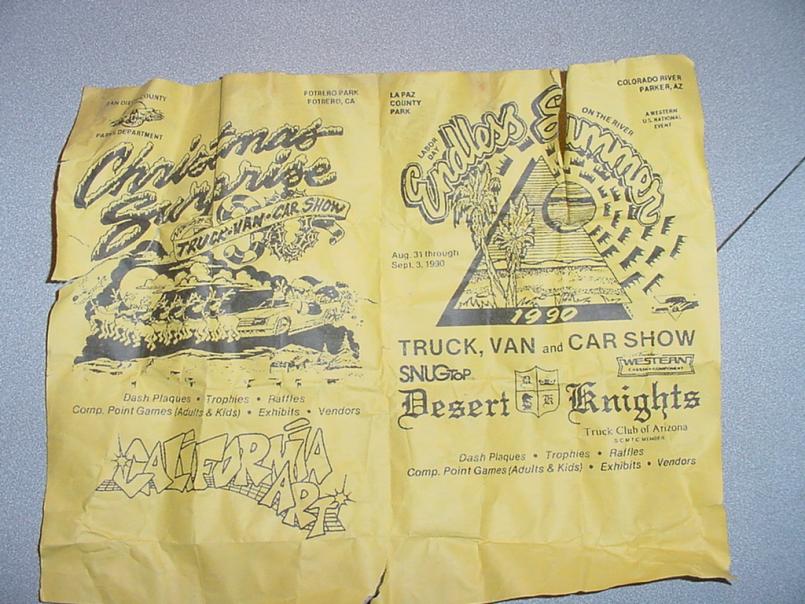 SAN DIEGO COUNTY
PARKS DEPARTMENT
POTRERO PARK
POTRERO, CA
Christmas
Surprise
TRUCK • VAN • CAR SHOW
Dash Plaques • Trophies • Raffles
Comp. Point Games (Adults & Kids) • Exhibits • Vendors
CALIFORNIA
ART
LA PAZ
COUNTY
PARK
COLORADO RIVER
PARKER, AZ
A WESTERN
U.S. NATIONAL
EVENT
LABOR
DAY
ON THE RIVER
Endless Summer
Aug. 31 through
Sept. 3, 1990
1990
TRUCK, VAN and CAR SHOW
SNUGTOP
WESTERN
Desert Knights
Truck Club of Arizona
SCMTC MEMBER
Dash Plaques • Trophies • Raffles
Comp. Point Games (Adults & Kids) • Exhibits • Vendors